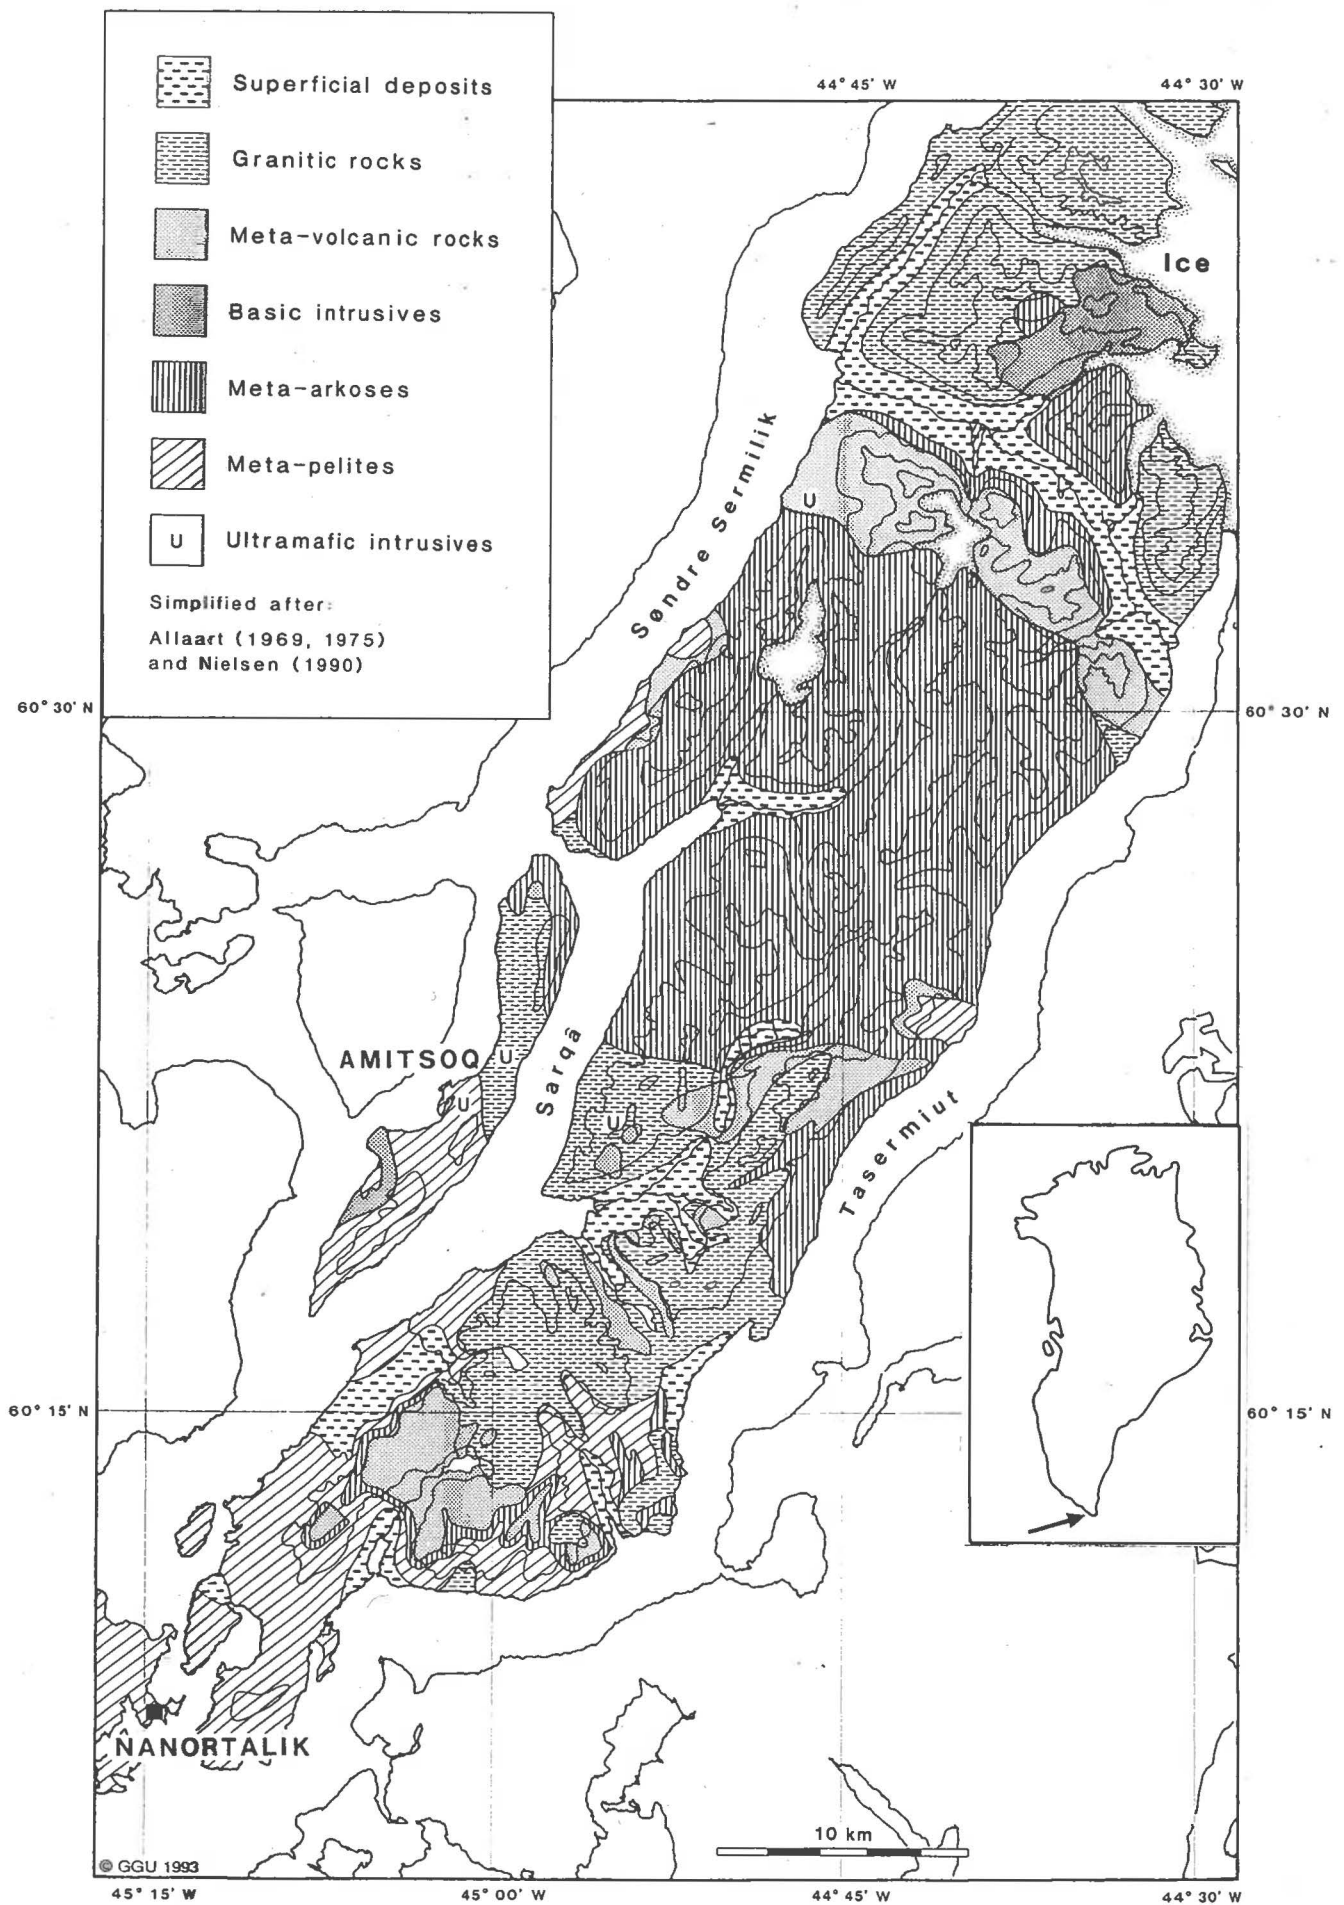 Superficial deposits
Granitic rocks
Meta-volcanic rocks
Basic intrusives
Meta-arkoses
Meta-pelites
U Ultramafic intrusives
Simplified after:
Allaart (1969, 1975)
and Nielsen (1990)
44° 45' W
44° 30' W
Ice
U
Søndre Sermilik
60° 30' N
60° 30' N
AMITSOQ
U
U
U
Sarqâ
Tasermiut
60° 15' N
60° 15' N
NANORTALIK
10 km
© GGU 1993
45° 15' W
45° 00' W
44° 45' W
44° 30' W